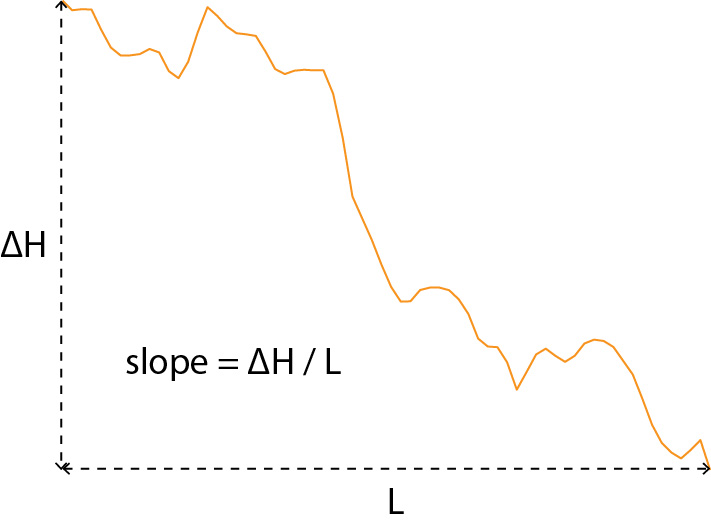 ΔH
slope = ΔH / L
L